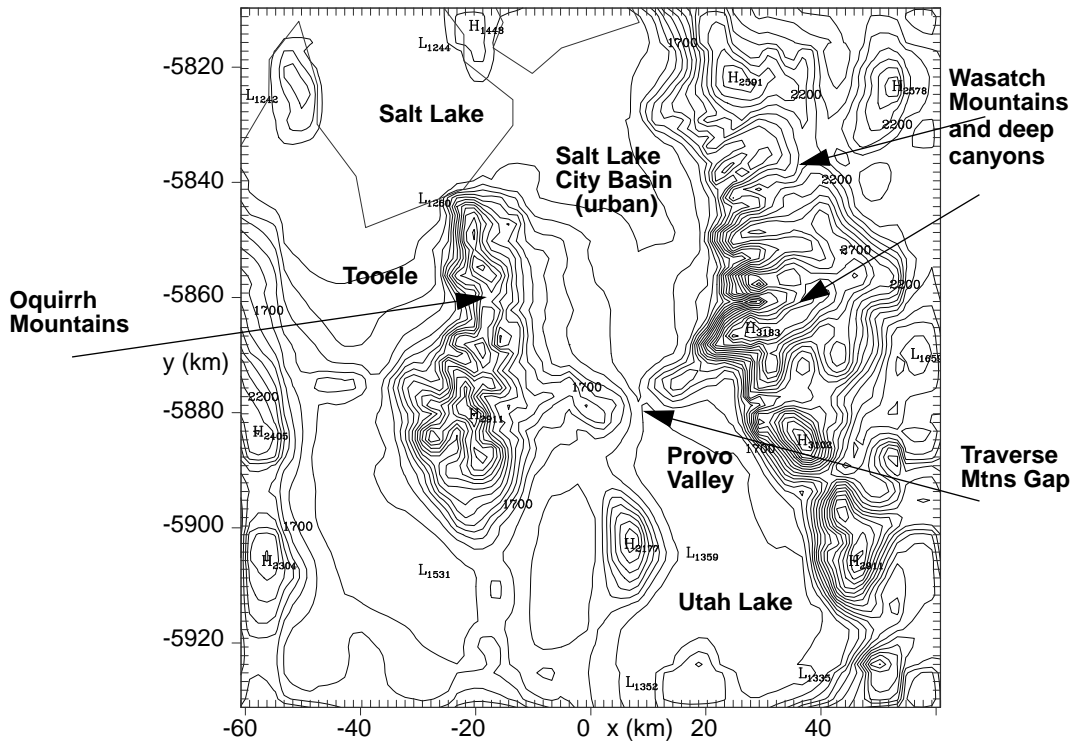 H1448
1700
L1244
-5820
H2591
H2578
Wasatch
Mountains
and deep
canyons
L1242
2200
Salt Lake
2200
Salt Lake
City Basin
(urban)
-5840
2200
L1280
2700
Tooele
2200
Oquirrh
Mountains
-5860
1700
H3183
y (km)
L1659
1700
2200
-5880
H2911
H2405
H3102
1700
Provo
Valley
Traverse
Mtns Gap
1700
-5900
1700
H2177
L1359
H2304
H2911
L1531
Utah Lake
-5920
L1352
L1335
-60
-40
-20
0
x (km)
20
40